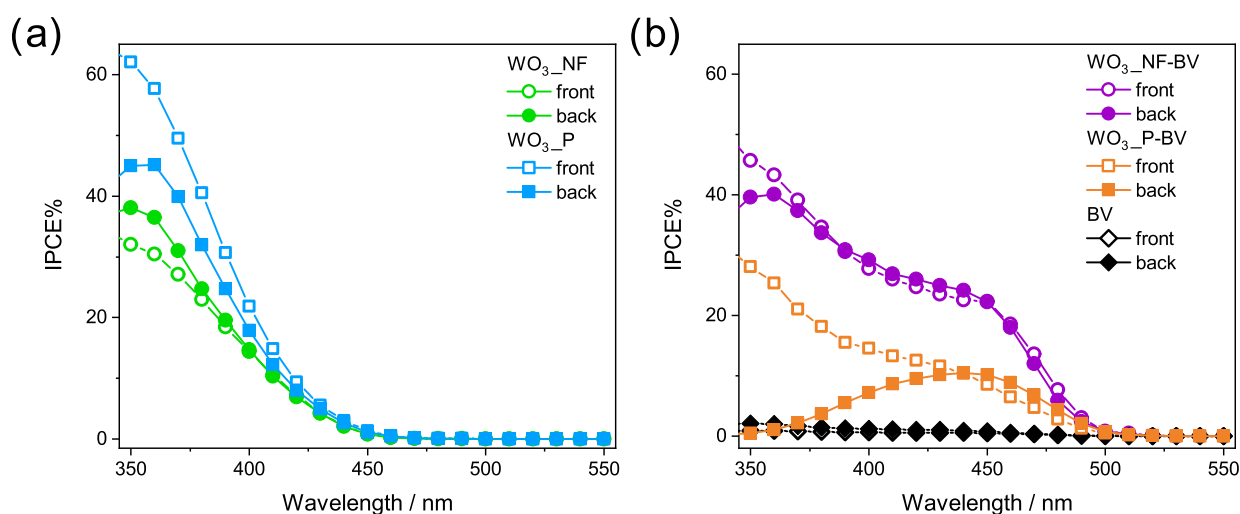 (a)
IPCE%
60
40
20
0
350
400
450
500
550
Wavelength / nm
WO₃_NF
front
back
WO₃_P
front
back
(b)
IPCE%
60
40
20
0
350
400
450
500
550
Wavelength / nm
WO₃_NF-BV
front
back
WO₃_P-BV
front
back
BV
front
back